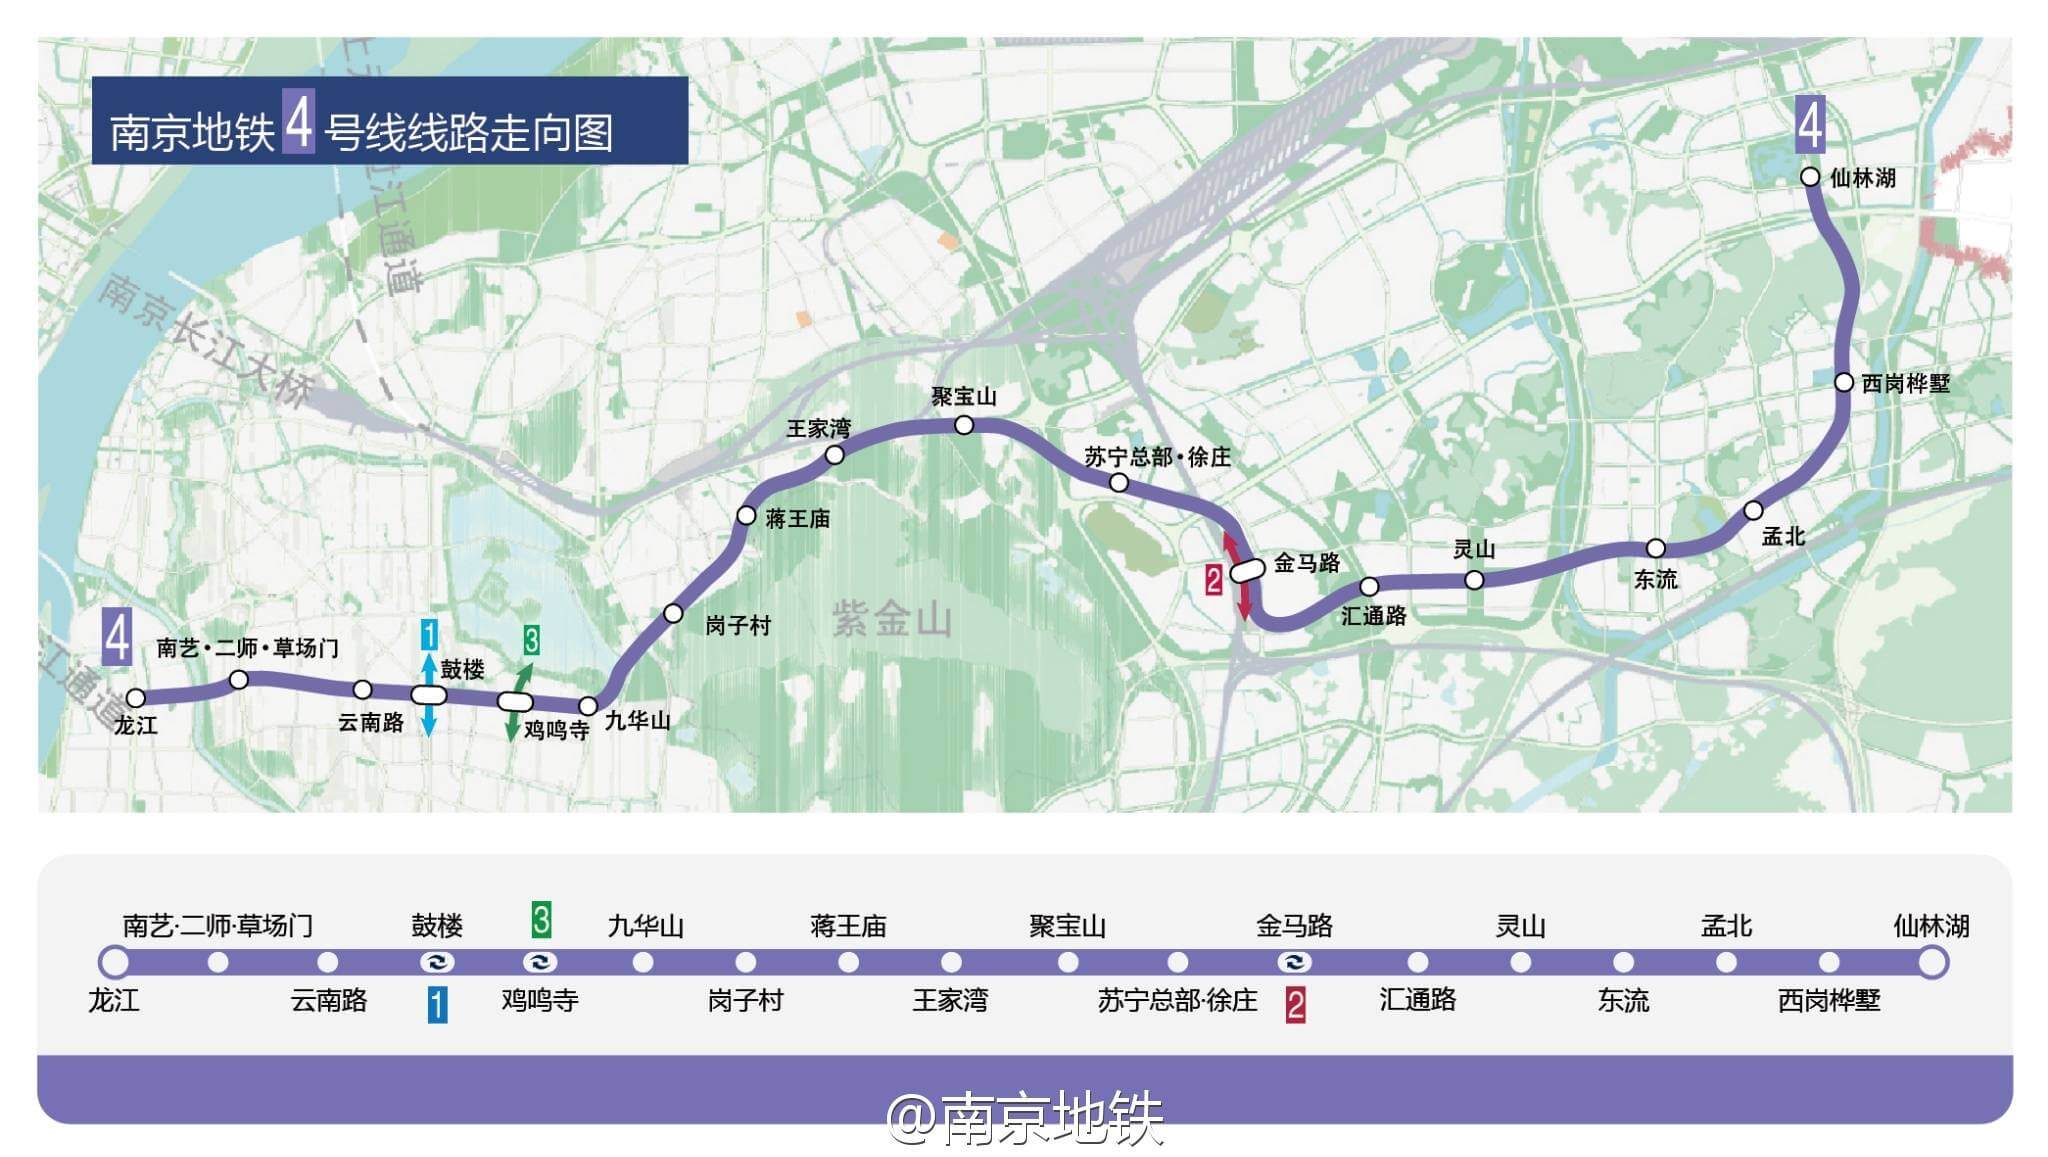 南京地铁4号线线路走向图
上元门过江通道
南京长江大桥
江通道
紫金山
4
仙林湖
西岗桦墅
孟北
东流
灵山
汇通路
金马路
2
苏宁总部·徐庄
聚宝山
王家湾
蒋王庙
岗子村
九华山
3
鸡鸣寺
1
鼓楼
云南路
南艺·二师·草场门
4
龙江
南艺·二师·草场门
鼓楼
3
九华山
蒋王庙
聚宝山
金马路
灵山
孟北
仙林湖
龙江
云南路
1
鸡鸣寺
岗子村
王家湾
苏宁总部·徐庄
2
汇通路
东流
西岗桦墅
@南京地铁